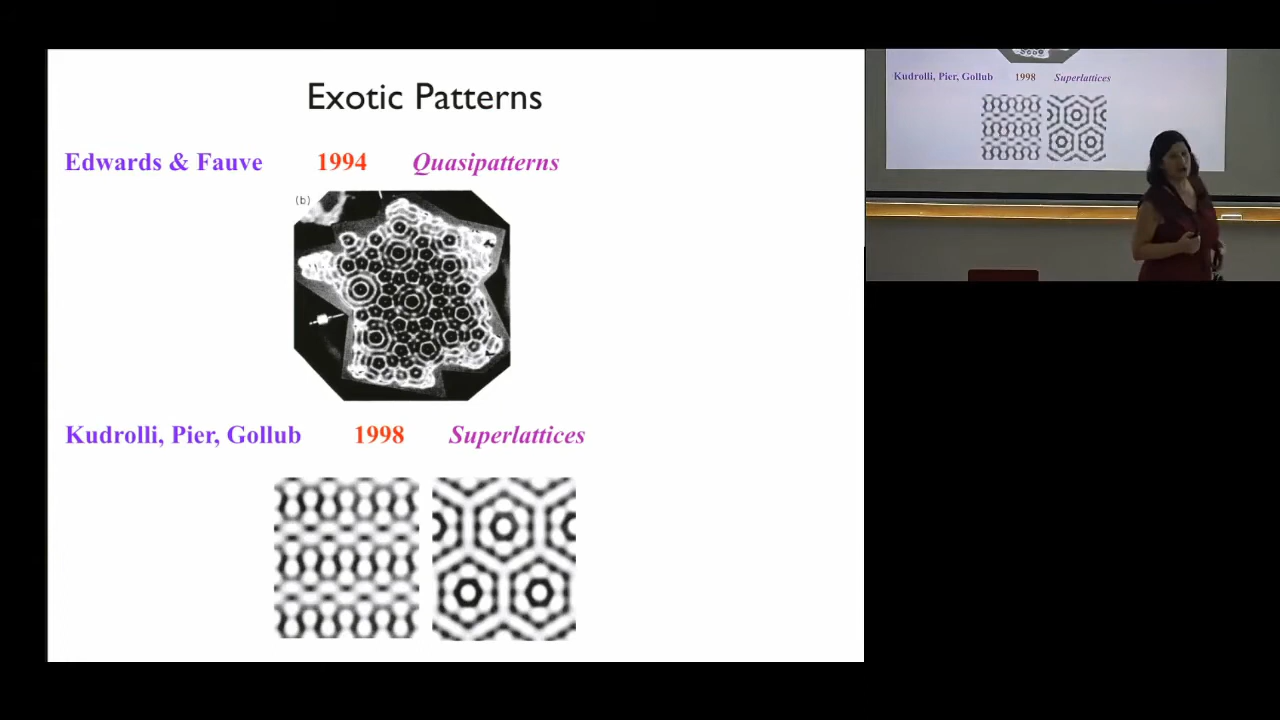 Exotic Patterns
Edwards & Fauve 1994 Quasipatterns
(b)
Kudrolli, Pier, Gollub 1998 Superlattices
Kudrolli, Pier, Gollub 1998 Superlattices